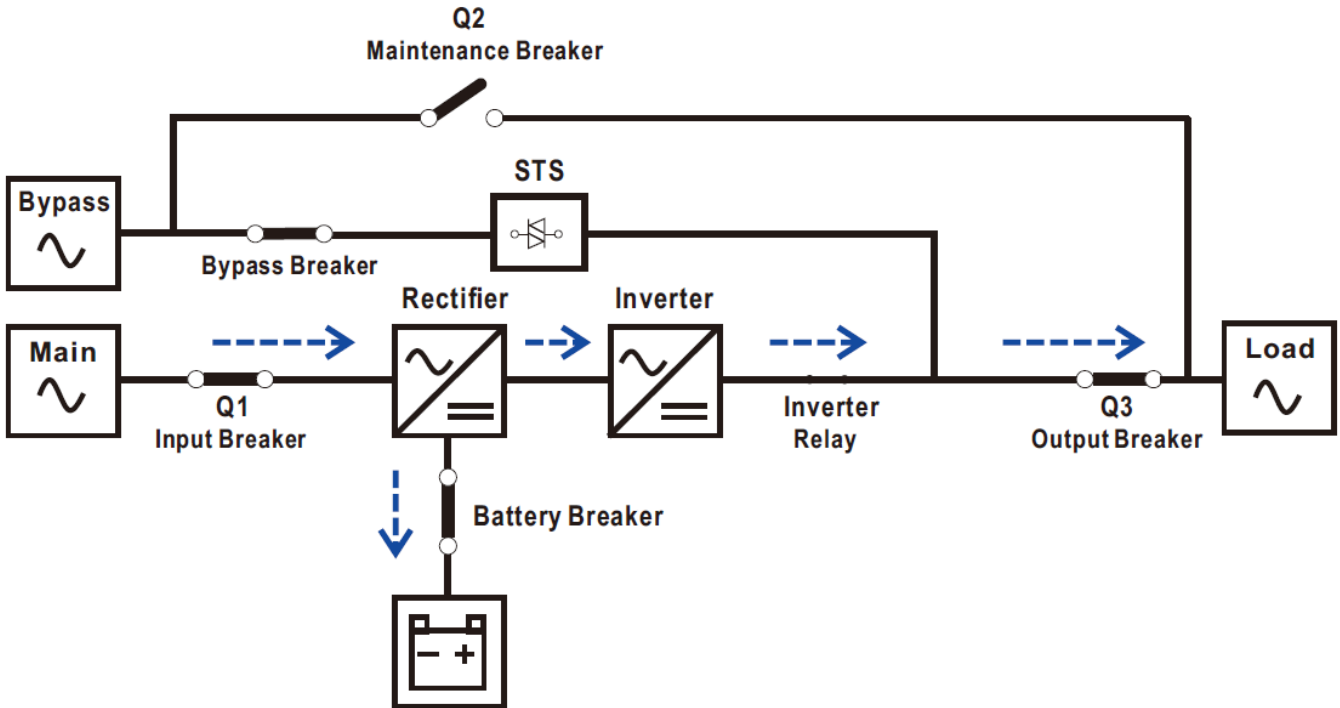 Q2
Maintenance Breaker
STS
Bypass
Bypass Breaker
Rectifier
Inverter
Main
Load
Q1
Input Breaker
Inverter
Relay
Q3
Output Breaker
Battery Breaker